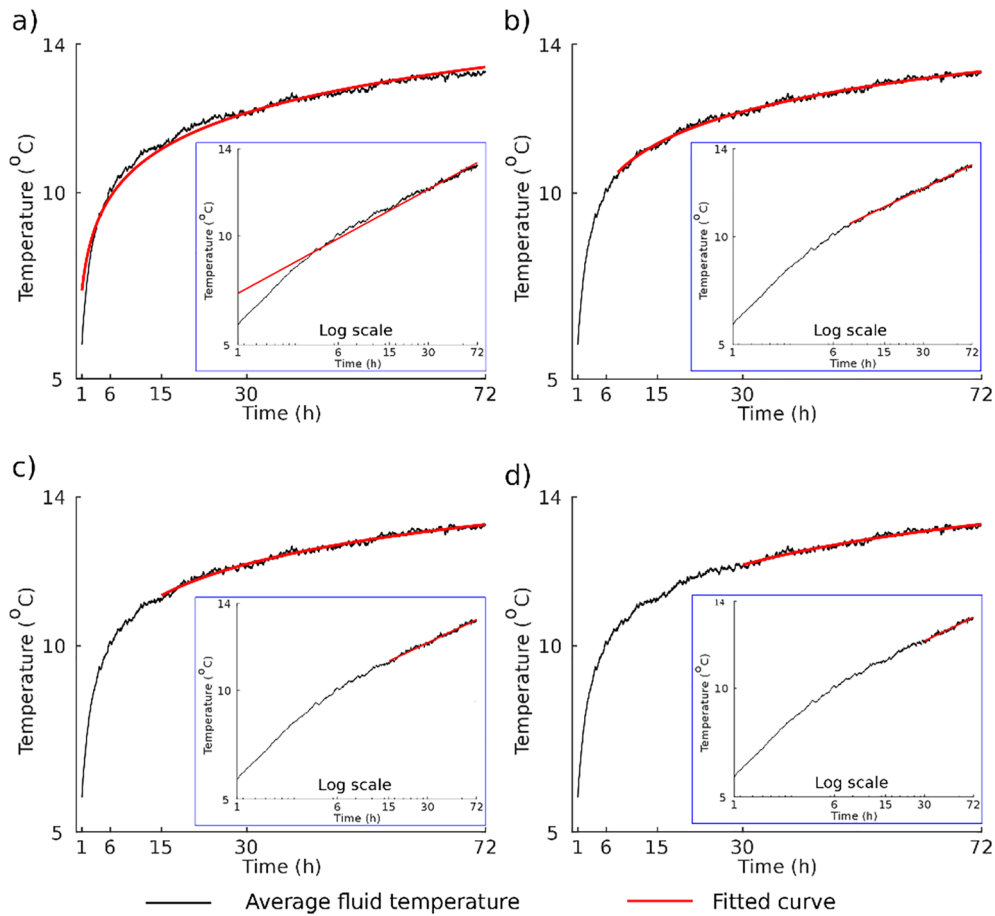 a)
14
10
5
Temperature (°C)
1 6 15 30 72
Time (h)
14
10
5
Temperature (°C)
Log scale
1 6 15 30 72
Time (h)
b)
14
10
5
Temperature (°C)
1 6 15 30 72
Time (h)
14
10
5
Temperature (°C)
Log scale
1 6 15 30 72
Time (h)
c)
14
10
5
Temperature (°C)
1 6 15 30 72
Time (h)
14
10
5
Temperature (°C)
Log scale
1 6 15 30 72
Time (h)
d)
14
10
5
Temperature (°C)
1 6 15 30 72
Time (h)
14
10
5
Temperature (°C)
Log scale
1 6 15 30 72
Time (h)
Average fluid temperature
Fitted curve